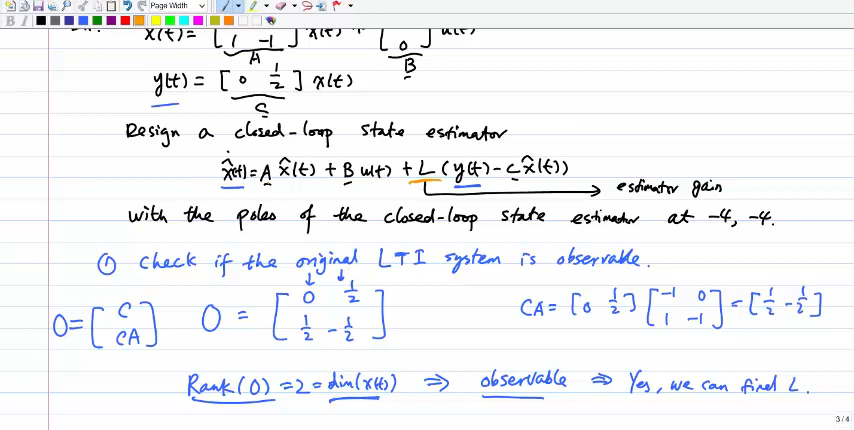 Page Width
ẋ(t) = [ 1 -1 ] x(t) + [ 0 ] u(t)
A B
y(t) = [ 0 1/2 ] x(t)
C
Design a closed-loop state estimator
x̂̇(t) = A x̂(t) + B u(t) + L ( y(t) - C x̂(t))
estimator gain
with the poles of the closed-loop state estimator at -4, -4.
① Check if the original LTI system is observable.
O = [ C CA ] O = [ 0 1/2 1/2 -1/2 ] CA = [ 0 1/2 ] [ -1 0 1 -1 ] = [ 1/2 -1/2 ]
Rank(O) = 2 = dim(x(t)) ⇒ observable ⇒ Yes, we can find L.
3 / 4